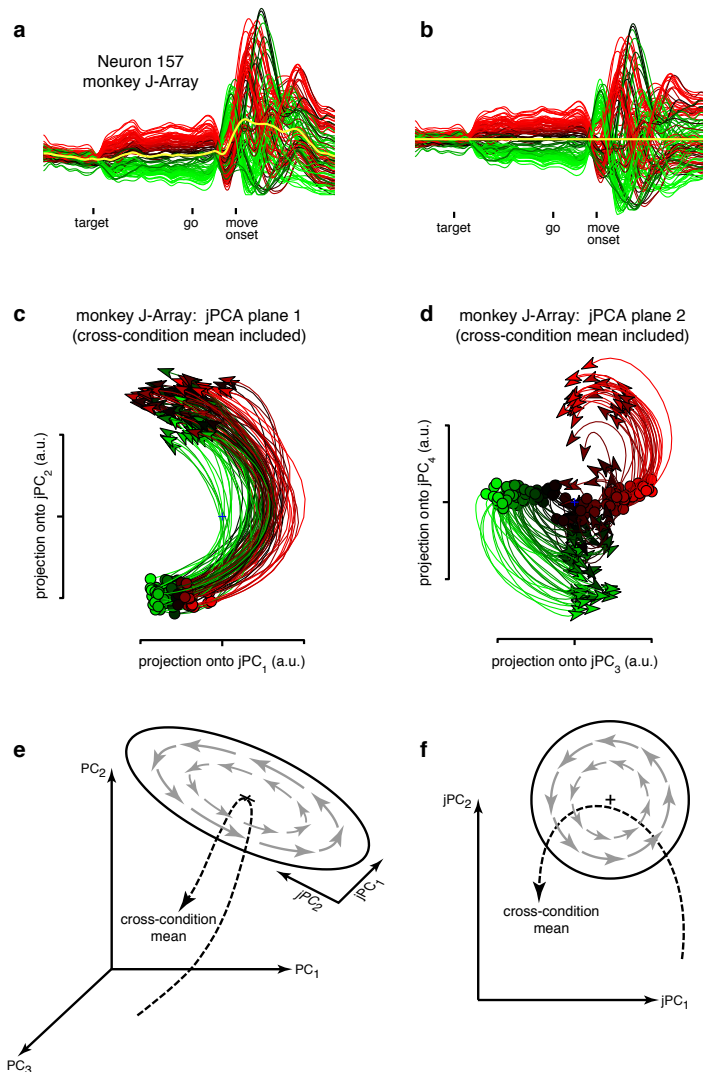 a
Neuron 157
monkey J-Array
target
go
move
onset
b
target
go
move
onset
c
monkey J-Array: jPCA plane 1
(cross-condition mean included)
projection onto jPC2 (a.u.)
projection onto jPC1 (a.u.)
d
monkey J-Array: jPCA plane 2
(cross-condition mean included)
projection onto jPC4 (a.u.)
projection onto jPC3 (a.u.)
e
PC2
jPC2
jPC1
cross-condition
mean
PC1
PC3
f
jPC2
cross-condition
mean
jPC1